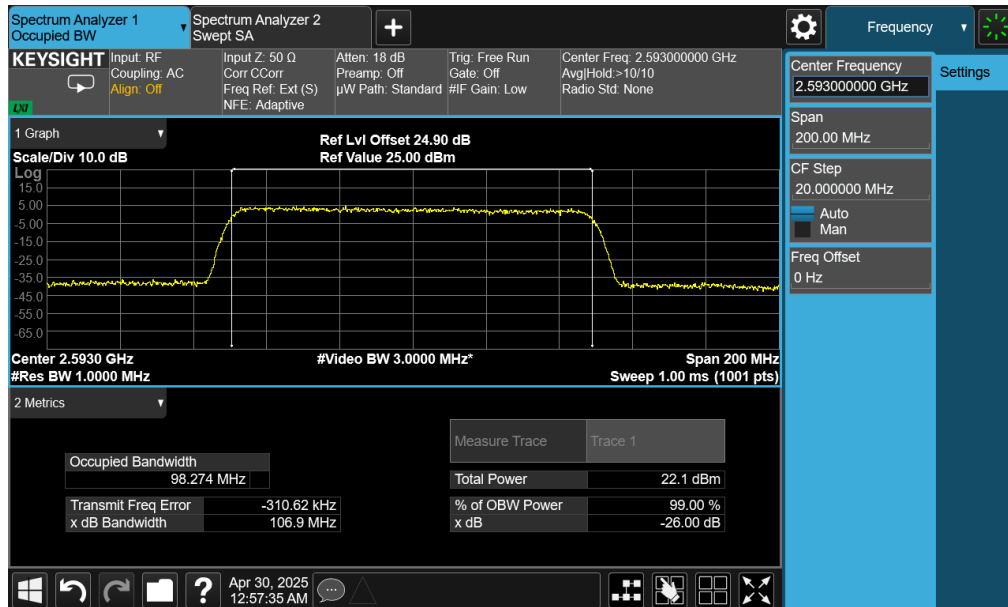 Spectrum Analyzer 1
Occupied BW
Spectrum Analyzer 2
Swept SA
Frequency
KEYSIGHT
LXI
Input: RF
Coupling: AC
Align: Off
Input Z: 50 Ω
Corr CCorr
Freq Ref: Ext (S)
NFE: Adaptive
Atten: 18 dB
Preamp: Off
µW Path: Standard
Trig: Free Run
Gate: Off
#IF Gain: Low
Center Freq: 2.593000000 GHz
Avg|Hold:>10/10
Radio Std: None
Center Frequency
2.593000000 GHz
Settings
Span
200.00 MHz
CF Step
20.000000 MHz
Auto
Man
Freq Offset
0 Hz
1 Graph
Scale/Div 10.0 dB
Ref Lvl Offset 24.90 dB
Ref Value 25.00 dBm
Log
15.0
5.00
-5.00
-15.0
-25.0
-35.0
-45.0
-55.0
-65.0
Center 2.5930 GHz
#Video BW 3.0000 MHz*
Span 200 MHz
#Res BW 1.0000 MHz
Sweep 1.00 ms (1001 pts)
2 Metrics
Measure Trace
Trace 1
Occupied Bandwidth
98.274 MHz
Total Power
22.1 dBm
Transmit Freq Error
-310.62 kHz
% of OBW Power
99.00 %
x dB Bandwidth
106.9 MHz
x dB
-26.00 dB
?
Apr 30, 2025
12:57:35 AM